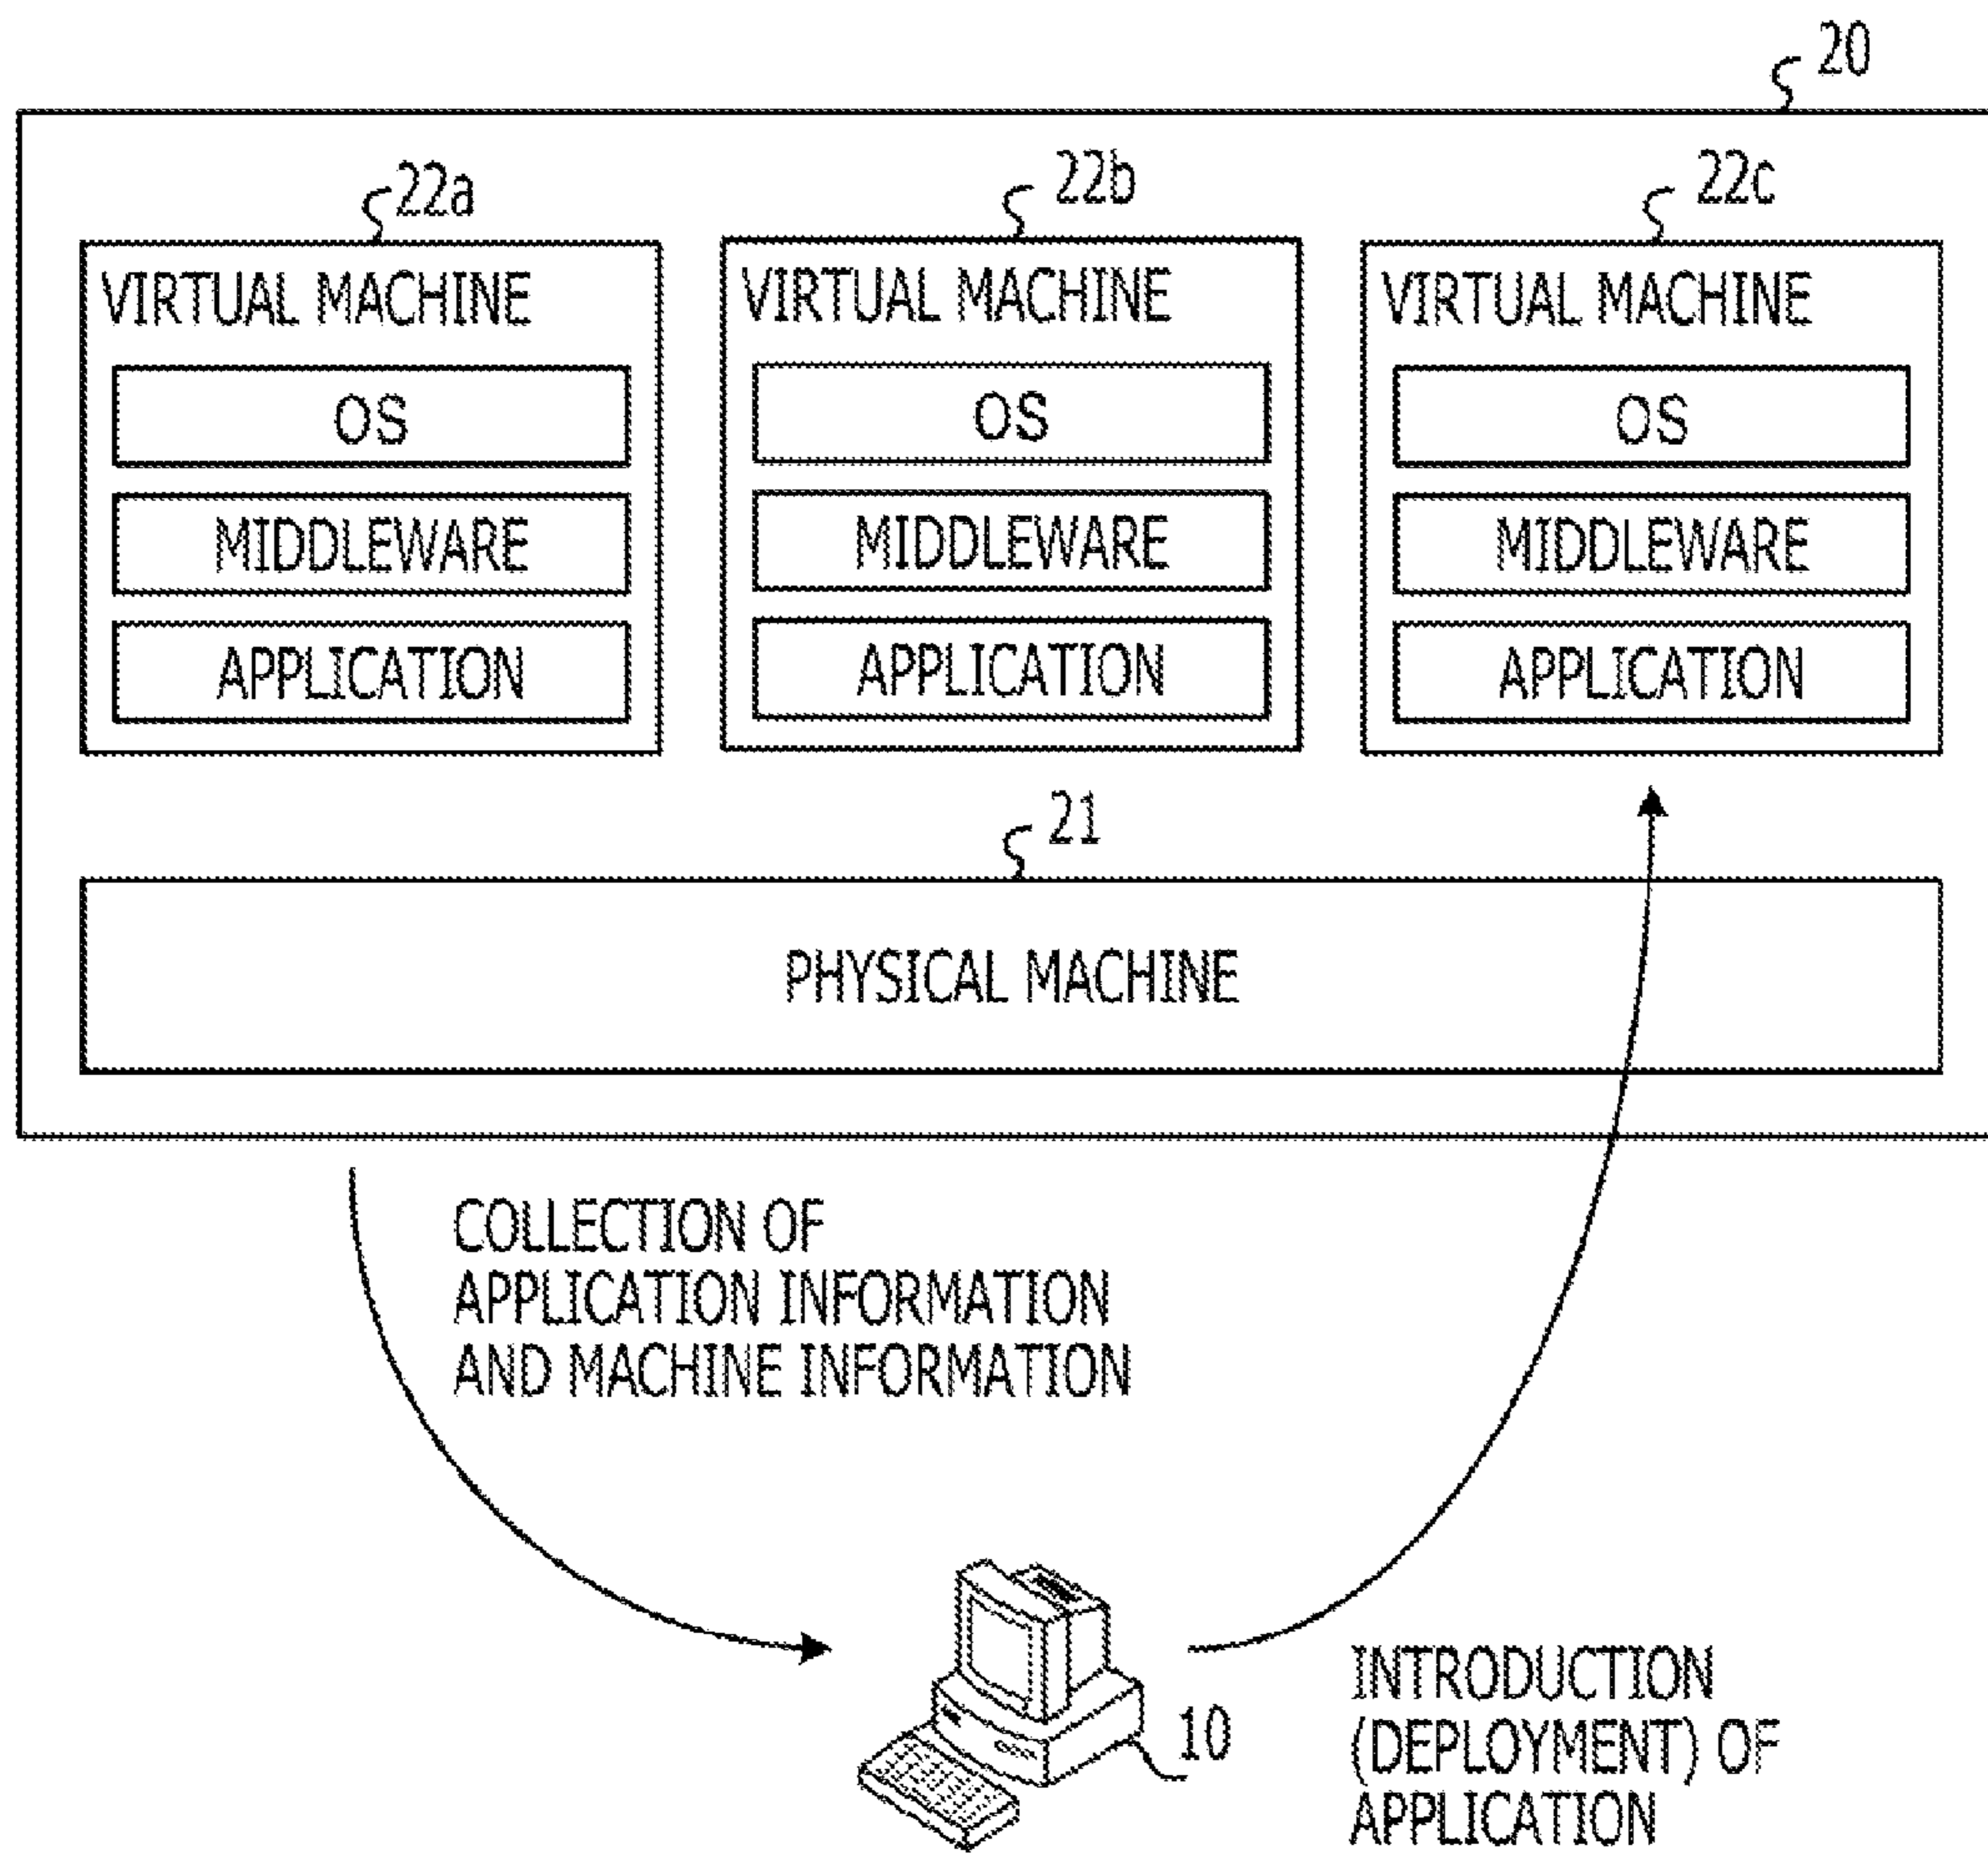 20
22a
22b
22c
VIRTUAL MACHINE
OS
MIDDLEWARE
APPLICATION
VIRTUAL MACHINE
OS
MIDDLEWARE
APPLICATION
VIRTUAL MACHINE
OS
MIDDLEWARE
APPLICATION
21
PHYSICAL MACHINE
COLLECTION OF
APPLICATION INFORMATION
AND MACHINE INFORMATION
10
INTRODUCTION
(DEPLOYMENT) OF
APPLICATION